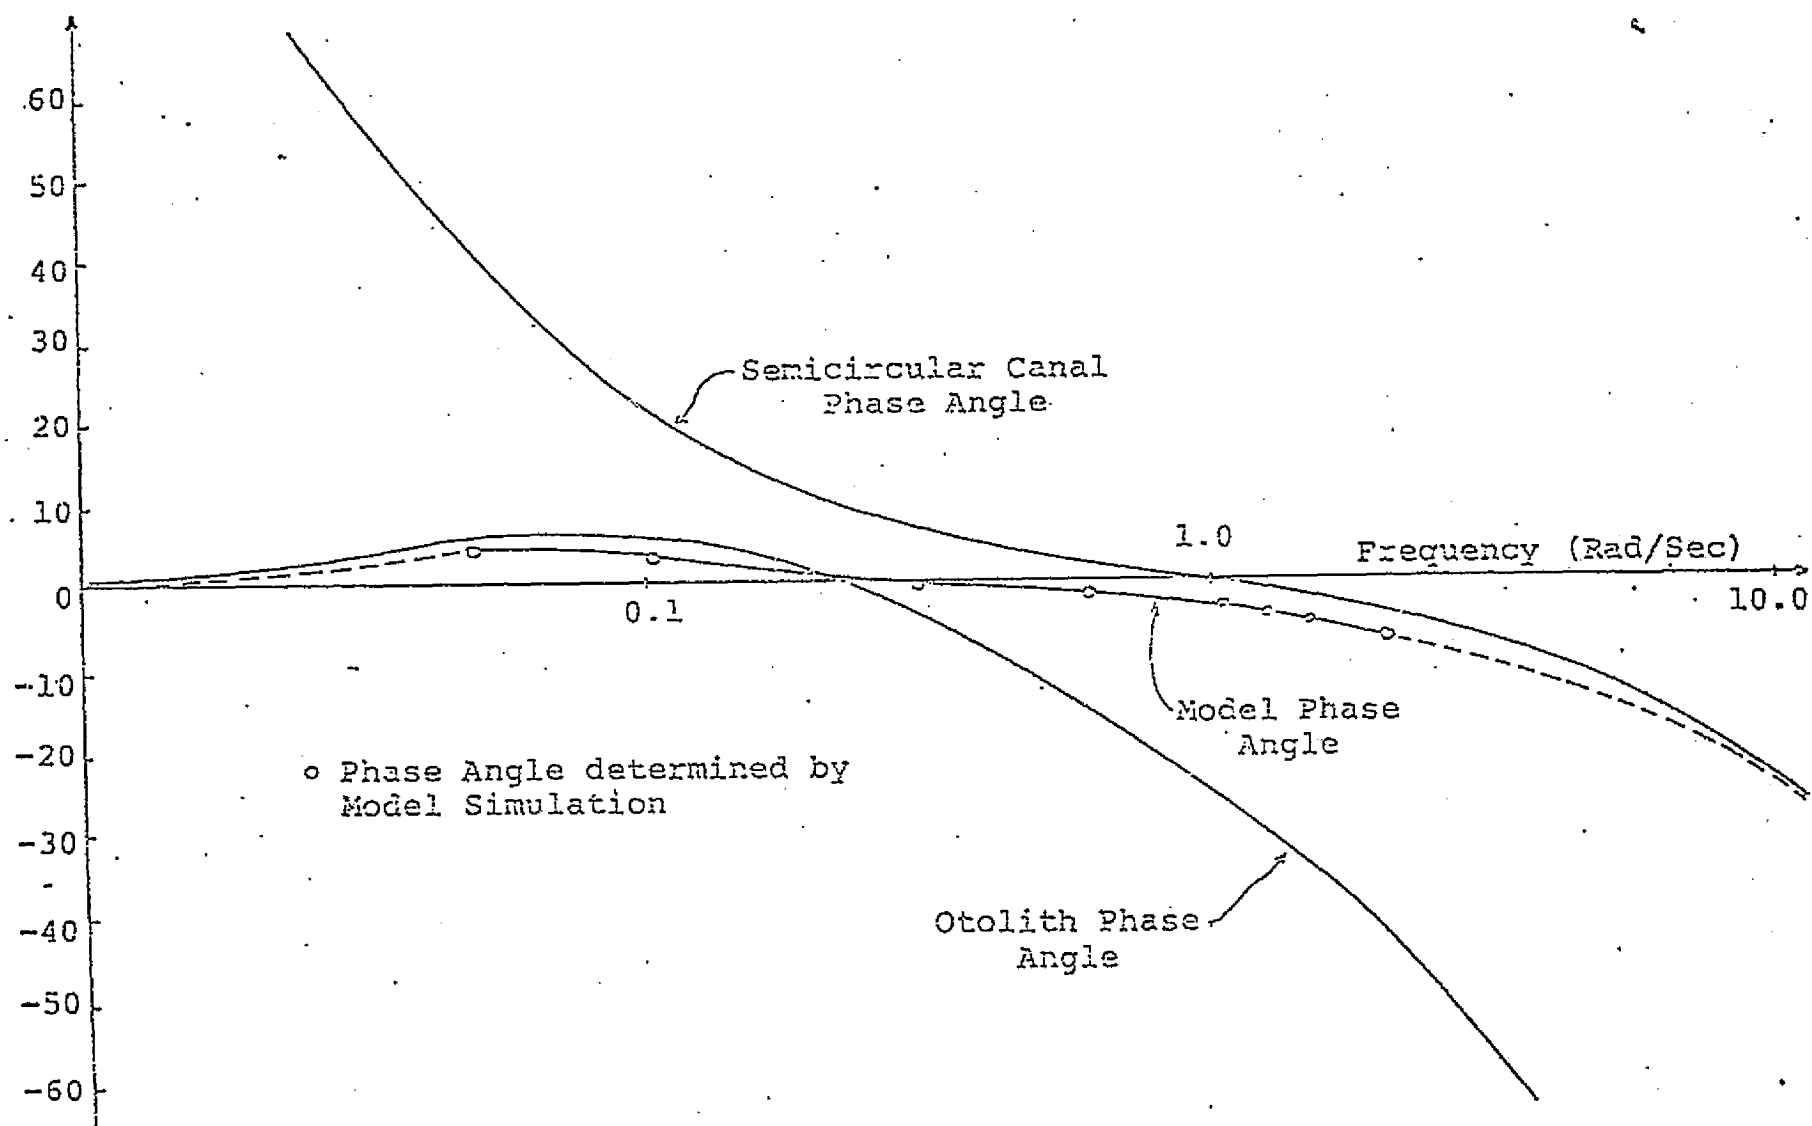 60
50
40
30
20
10
0
-10
-20
-30
-40
-50
-60
Semicircular Canal
Phase Angle
1.0
Frequency (Rad/Sec)
0.1
10.0
Model Phase
Angle
o Phase Angle determined by
Model Simulation
Otolith Phase
Angle